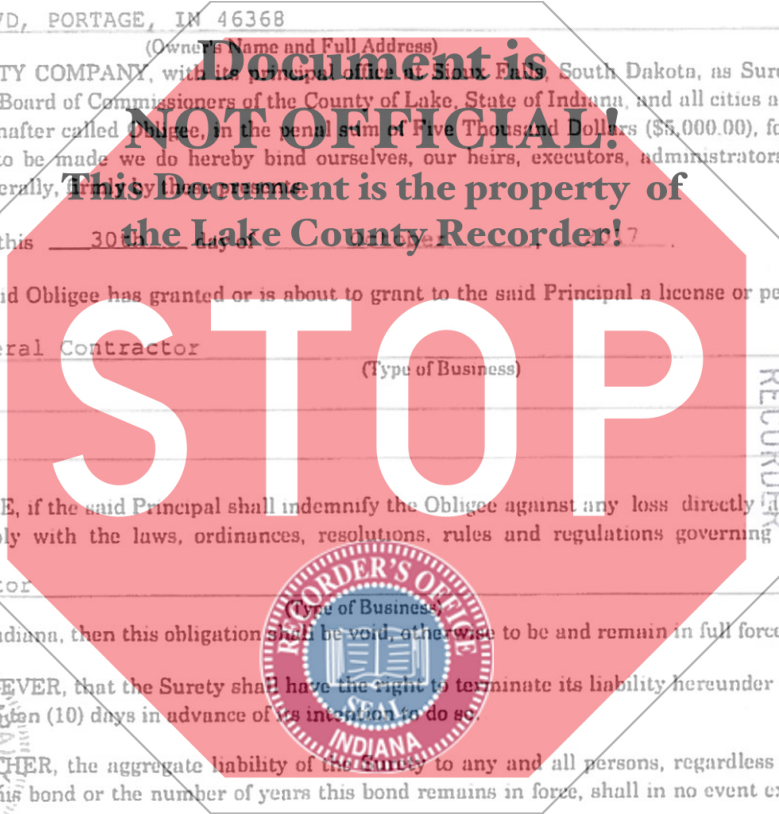 VD, PORTAGE, IN 46368
(Owner's Name and Full Address)
Document is
TY COMPANY, with its principal office at Sioux Falls, South Dakota, as Sur
Board of Commissioners of the County of Lake, State of Indiana, and all cities a
NOT OFFICIAL!
nafter called Obligee, in the penal sum of Five Thousand Dollars ($5,000.00), fo
to be made we do hereby bind ourselves, our heirs, executors, administrators
erally, firmly by these presents.
This Document is the property of
the Lake County Recorder!
this 30th day of October,
id Obligee has granted or is about to grant to the said Principal a license or pe
eral Contractor
(Type of Business)
STOP
RECORDER
E, if the said Principal shall indemnify the Obligee against any loss directly
ly with the laws, ordinances, resolutions, rules and regulations governing
tor
(Type of Business)
ndiana, then this obligation shall be void, otherwise to be and remain in full force
EVER, that the Surety shall have the right to terminate its liability hereunder
ten (10) days in advance of its intention to do so.
HER, the aggregate liability of the Surety to any and all persons, regardless
his bond or the number of years this bond remains in force, shall in no event ex
RECORDER'S OFFICE
SEAL
INDIANA